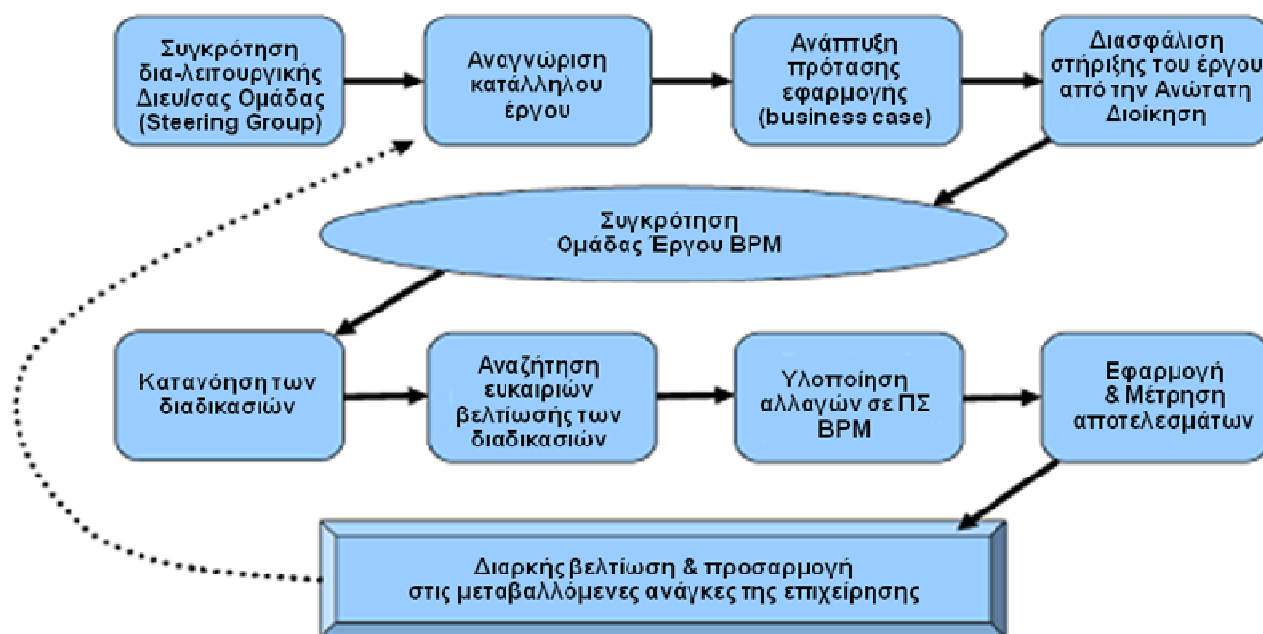 Συγκρότηση
δια-λειτουργικής
Διευ/σας Ομάδας
(Steering Group)
Αναγνώριση
κατάλληλου
έργου
Ανάπτυξη
πρότασης
εφαρμογής
(business case)
Διασφάλιση
στήριξης του έργου
από την Ανώτατη
Διοίκηση
Συγκρότηση
Ομάδας Έργου BPM
Κατανόηση των
διαδικασιών
Αναζήτηση
ευκαιριών
βελτίωσής των
διαδικασιών
Υλοποίηση
αλλαγών σε ΠΣ
BPM
Εφαρμογή
& Μέτρηση
αποτελεσμάτων
Διαρκής βελτίωση & προσαρμογή
στις μεταβαλλόμενες ανάγκες της επιχείρησης